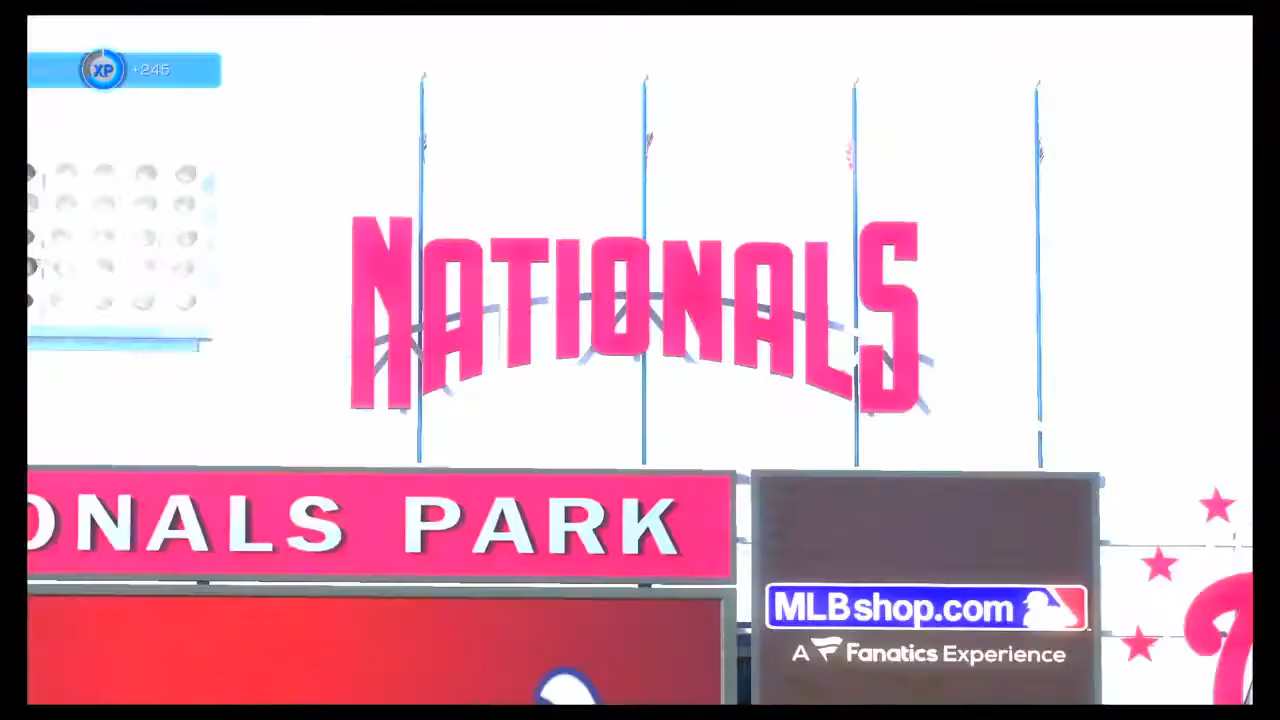 XP +245
NATIONALS
ONALS PARK
MLBshop.com
A Fanatics Experience